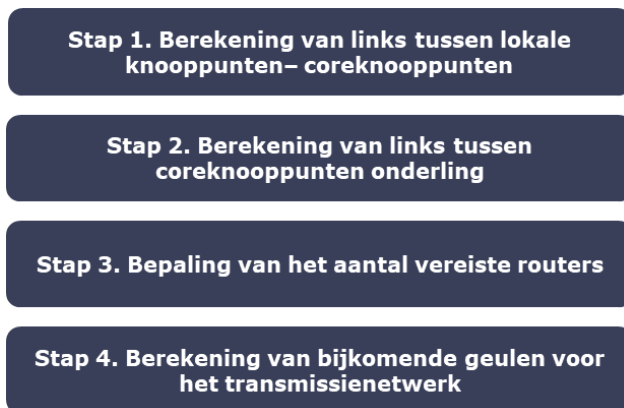 Stap 1. Berekening van links tussen lokale
knooppunten– coreknooppunten
Stap 2. Berekening van links tussen
coreknooppunten onderling
Stap 3. Bepaling van het aantal vereiste routers
Stap 4. Berekening van bijkomende geulen voor
het transmissienetwerk